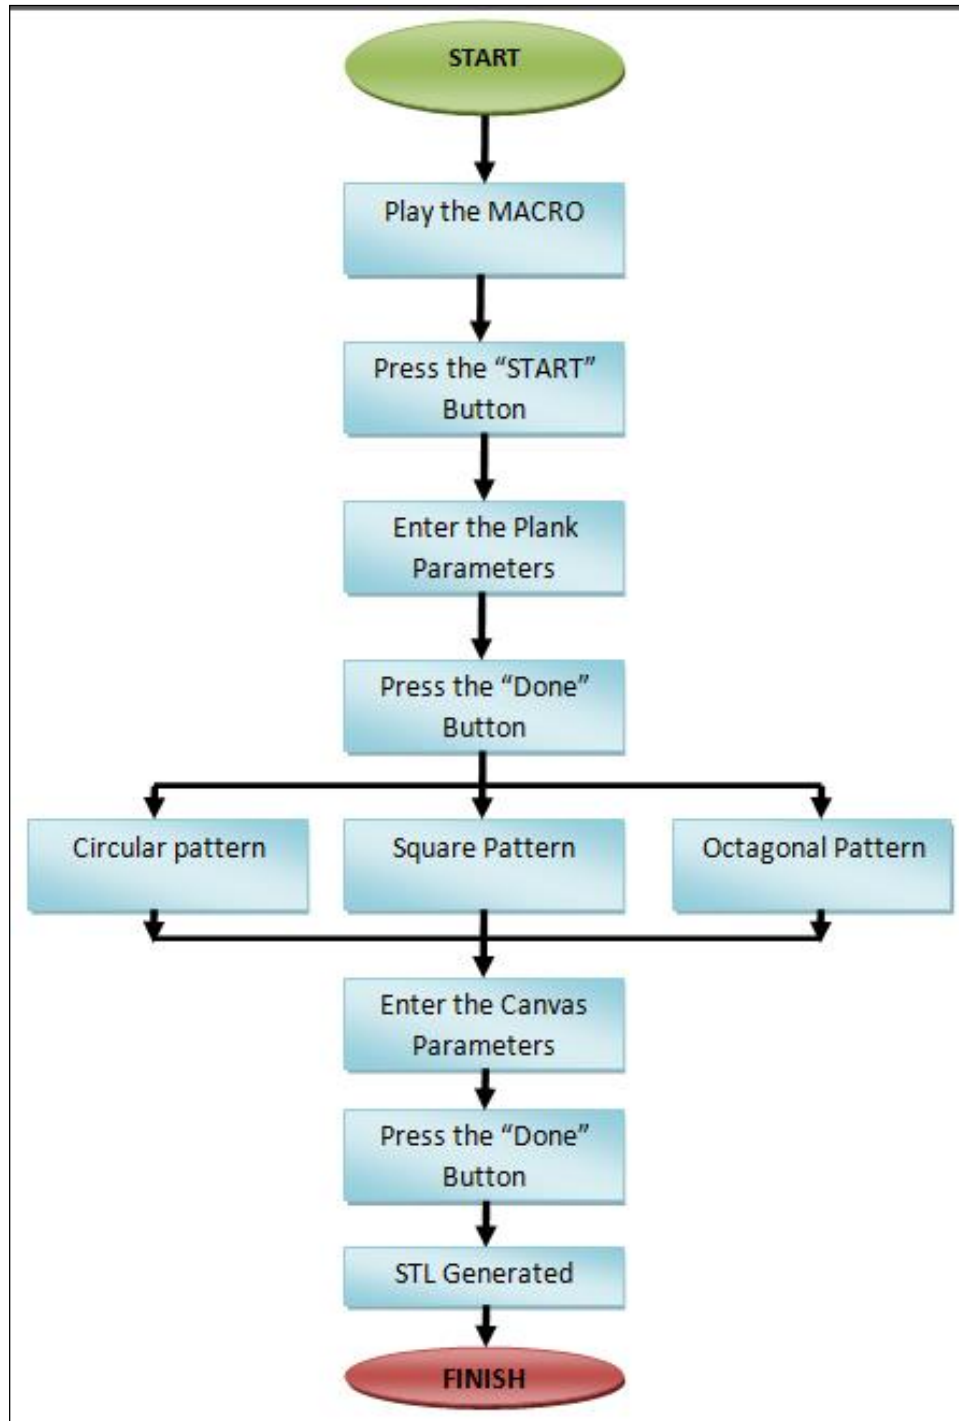 START
Play the MACRO
Press the “START”
Button
Enter the Plank
Parameters
Press the “Done”
Button
Circular pattern
Square Pattern
Octagonal Pattern
Enter the Canvas
Parameters
Press the “Done”
Button
STL Generated
FINISH